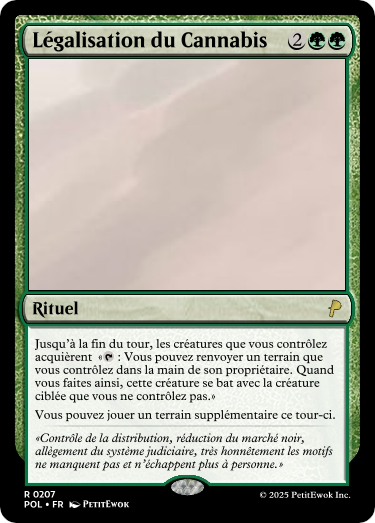 Légalisation du Cannabis 2
Rituel
Jusqu'à la fin du tour, les créatures que vous contrôlez
acquièrent « : Vous pouvez renvoyer un terrain que
vous contrôlez dans la main de son propriétaire. Quand
vous faites ainsi, cette créature se bat avec la créature
ciblée que vous ne contrôlez pas.»
Vous pouvez jouer un terrain supplémentaire ce tour-ci.
«Contrôle de la distribution, réduction du marché noir,
allègement du système judiciaire, très honnêtement les motifs
ne manquent pas et n'échappent plus à personne.»
R 0207
POL • FR PetitEwok
© 2025 PetitEwok Inc.